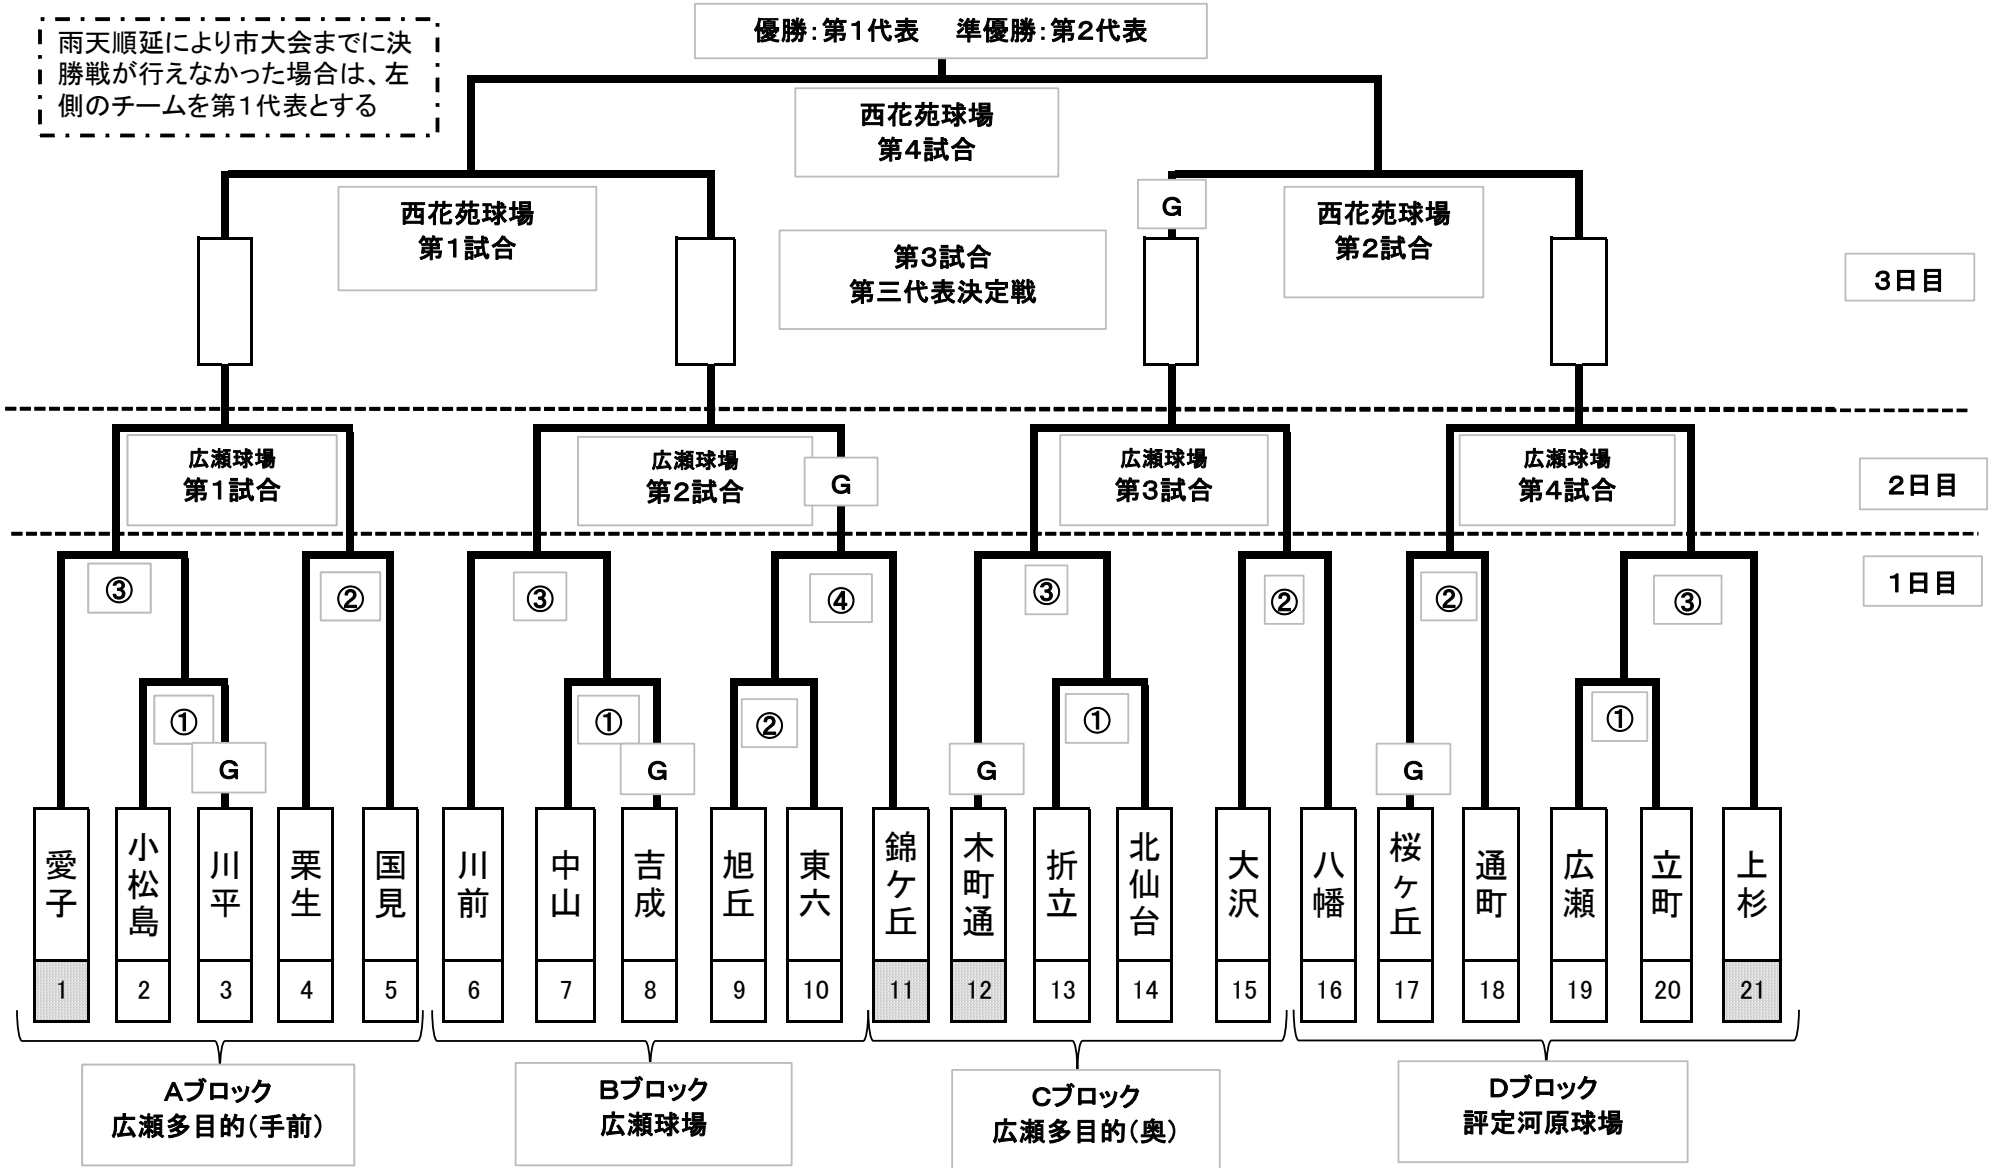 雨天順延により市大会までに決
勝戦が行えなかった場合は、左
側のチームを第１代表とする
優勝：第１代表　準優勝：第２代表
西花苑球場
第４試合
西花苑球場
第１試合
第３試合
第三代表決定戦
G
西花苑球場
第２試合
３日目
広瀬球場
第１試合
広瀬球場
第２試合
G
広瀬球場
第３試合
広瀬球場
第４試合
２日目
１日目
③
②
③
④
③
②
②
③
①
①
②
①
①
G
G
G
G
愛子
小松島
川平
栗生
国見
川前
中山
吉成
旭丘
東六
錦ケ丘
木町通
折立
北仙台
大沢
八幡
桜ヶ丘
通町
広瀬
立町
上杉
1
2
3
4
5
6
7
8
9
10
11
12
13
14
15
16
17
18
19
20
21
Aブロック
広瀬多目的（手前）
Bブロック
広瀬球場
Cブロック
広瀬多目的（奥）
Dブロック
評定河原球場